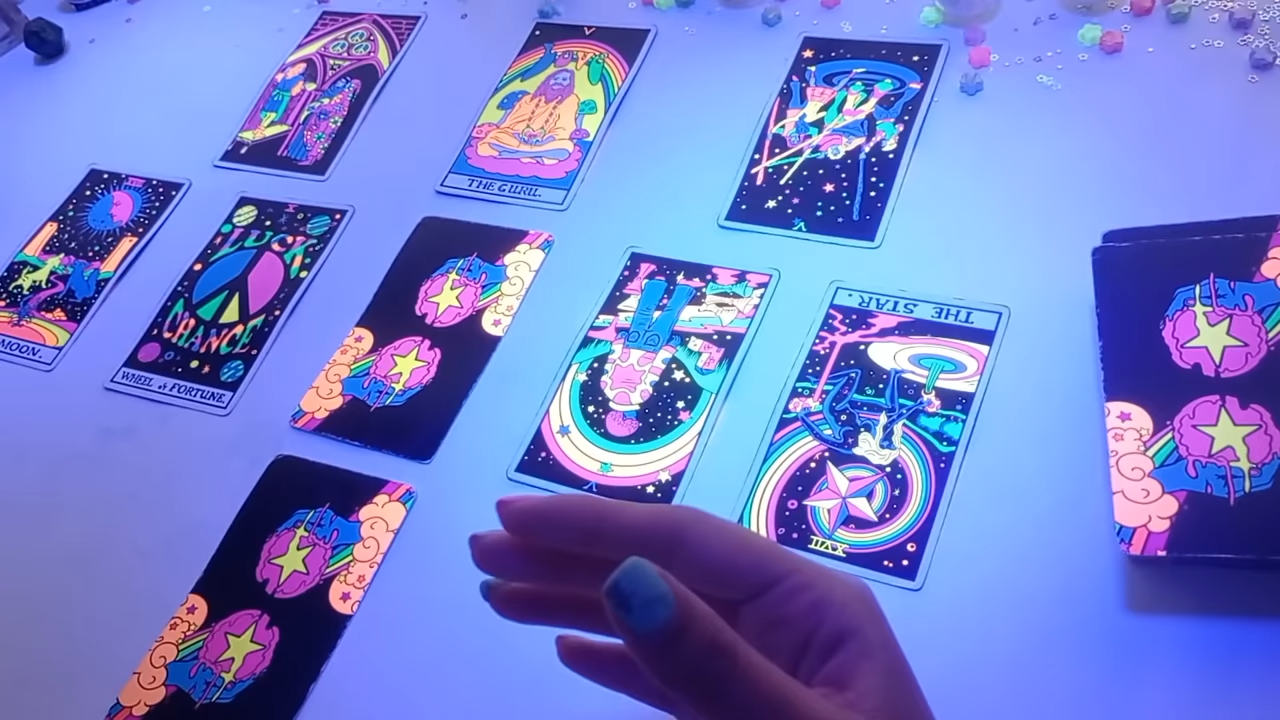 V
THE GURU.
V
MOON.
X
LUCK
CHANCE
WHEEL of FORTUNE.
V
THE STAR.
XVII